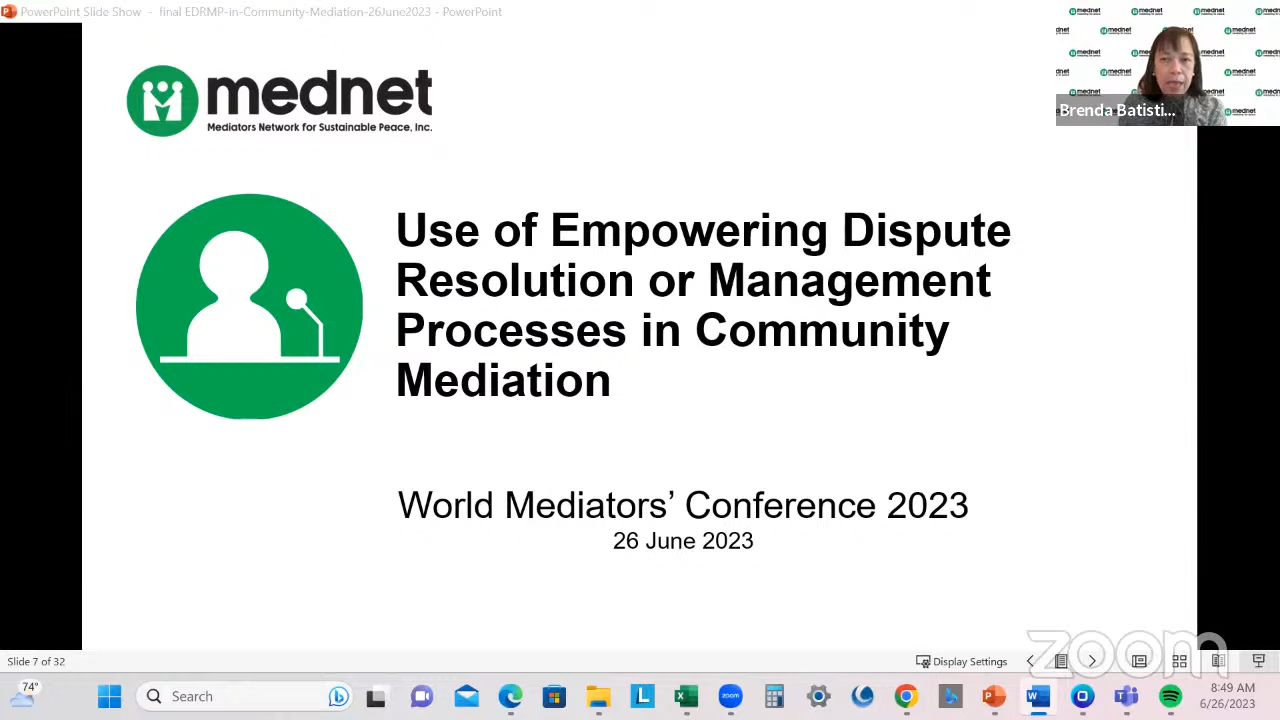 PowerPoint Slide Show - final EDRMP-in-Community-Mediation-26June2023 - PowerPoint
mednet
Mediators Network for Sustainable Peace, Inc.
Brenda Batisti...
Use of Empowering Dispute
Resolution or Management
Processes in Community
Mediation
World Mediators’ Conference 2023
26 June 2023
zoom
Slide 7 of 32
Display Settings
74°
Search
zoom
8:49 AM
6/26/2023